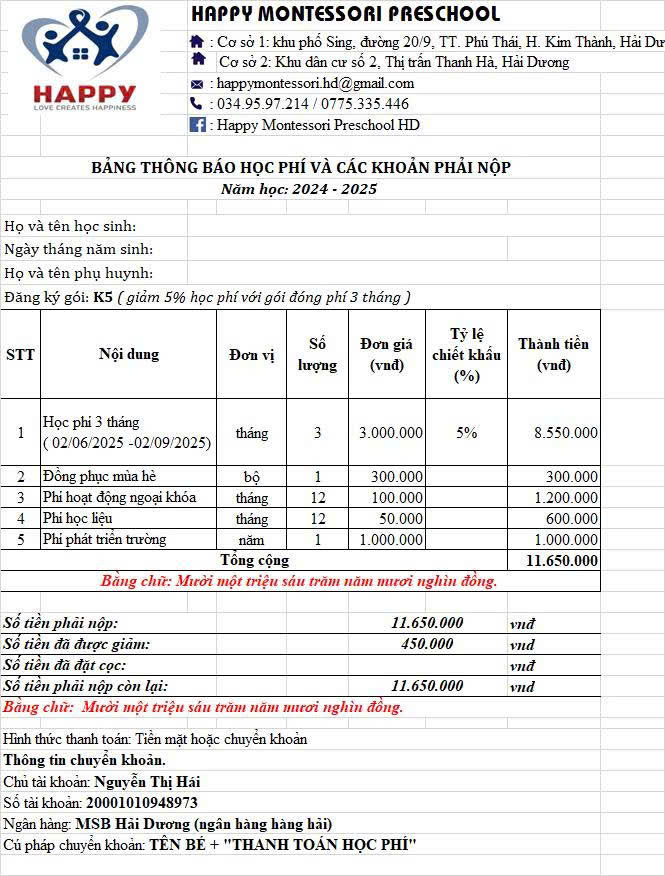 HAPPY
LOVE CREATES HAPPINESS
HAPPY MONTESSORI PRESCHOOL
: Cơ sở 1: khu phố Sing, đường 20/9, TT. Phú Thái, H. Kim Thành, Hải Dư
: Cơ sở 2: Khu dân cư số 2, Thị trấn Thanh Hà, Hải Dương
: happymontessori.hd@gmail.com
: 034.95.97.214 / 0775.335.446
: Happy Montessori Preschool HD
BẢNG THÔNG BÁO HỌC PHÍ VÀ CÁC KHOẢN PHẢI NỘP
Năm học: 2024 - 2025
Họ và tên học sinh:
Ngày tháng năm sinh:
Họ và tên phụ huynh:
Đăng ký gói: K5 ( giảm 5% học phí với gói đóng phí 3 tháng )
STT Nội dung Đơn vị Số lượng Đơn giá (vnđ) Tỷ lệ chiết khấu (%) Thành tiền (vnđ)
1 Học phí 3 tháng ( 02/06/2025 -02/09/2025) tháng 3 3.000.000 5% 8.550.000
2 Đồng phục mùa hè bộ 1 300.000 300.000
3 Phí hoạt động ngoại khóa tháng 12 100.000 1.200.000
4 Phí học liệu tháng 12 50.000 600.000
5 Phí phát triển trường năm 1 1.000.000 1.000.000
Tổng cộng 11.650.000
Bằng chữ: Mười một triệu sáu trăm năm mươi nghìn đồng.
Số tiền phải nộp: 11.650.000 vnđ
Số tiền đã được giảm: 450.000 vnđ
Số tiền đã đặt cọc: vnđ
Số tiền phải nộp còn lại: 11.650.000 vnđ
Bằng chữ: Mười một triệu sáu trăm năm mươi nghìn đồng.
Hình thức thanh toán: Tiền mặt hoặc chuyển khoản
Thông tin chuyển khoản.
Chủ tài khoản: Nguyễn Thị Hái
Số tài khoản: 20001010948973
Ngân hàng: MSB Hải Dương (ngân hàng hàng hải)
Cú pháp chuyển khoản: TÊN BÉ + "THANH TOÁN HỌC PHÍ"